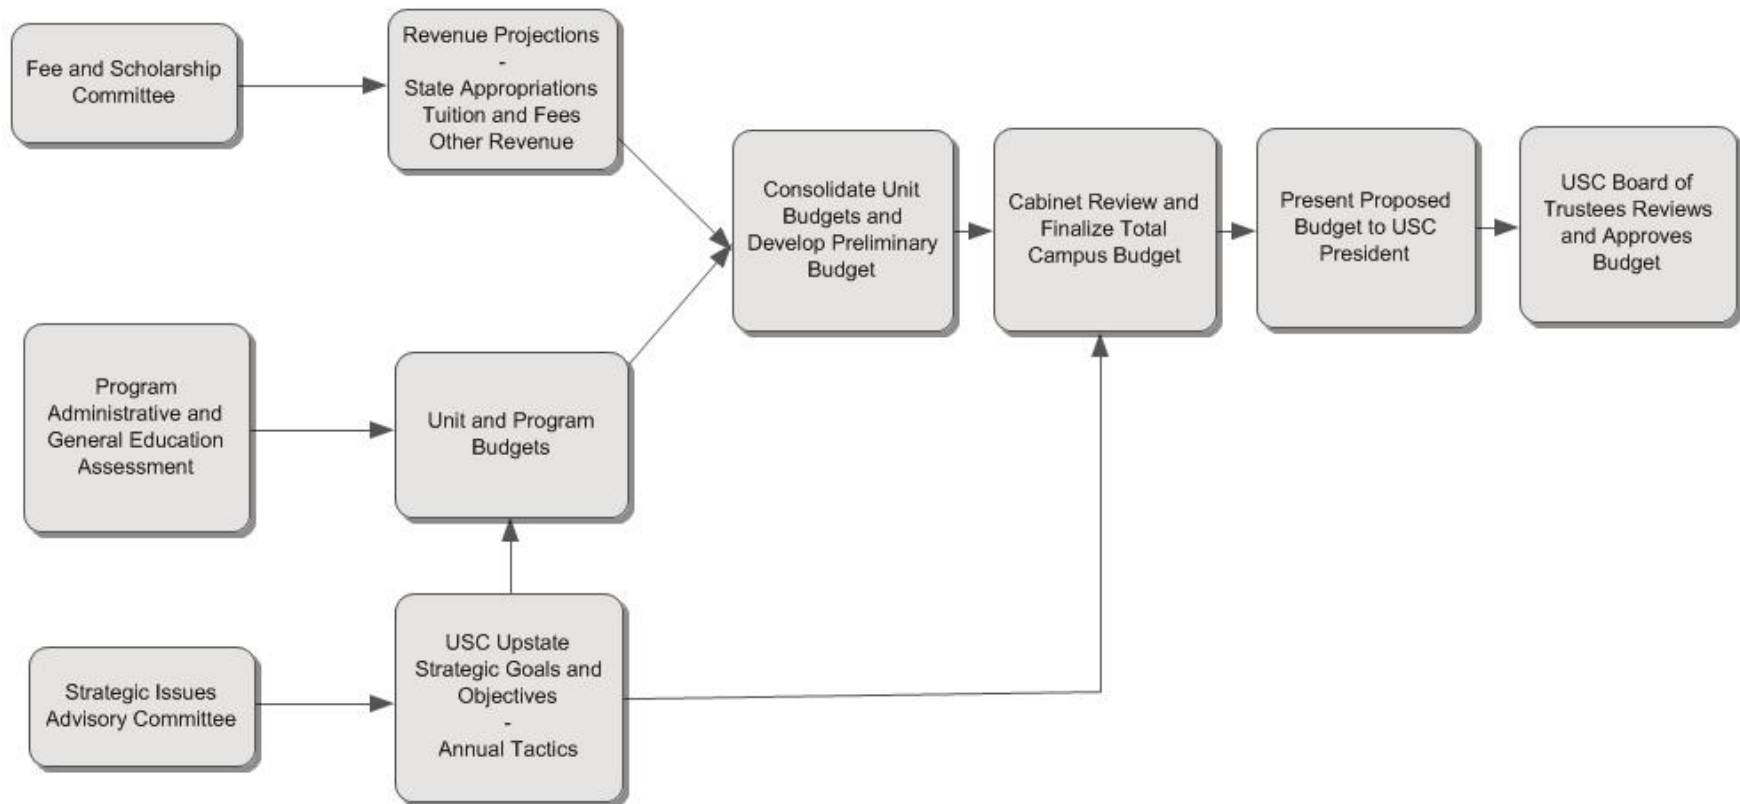 Fee and Scholarship
Committee
Revenue Projections
-
State Appropriations
Tuition and Fees
Other Revenue
Consolidate Unit
Budgets and
Develop Preliminary
Budget
Cabinet Review and
Finalize Total
Campus Budget
Present Proposed
Budget to USC
President
USC Board of
Trustees Reviews
and Approves
Budget
Program
Administrative and
General Education
Assessment
Unit and Program
Budgets
Strategic Issues
Advisory Committee
USC Upstate
Strategic Goals and
Objectives
-
Annual Tactics